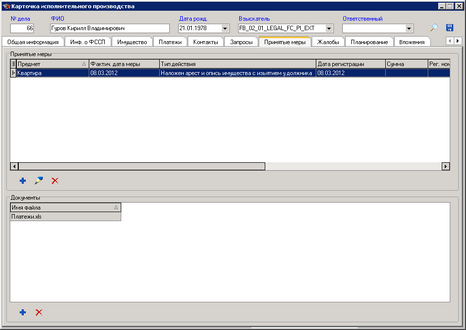 Карточка исполнительного производства
№ дела ФИО Дата рожд Взыскатель Ответственный
66 Гуров Кирилл Владимирович 21.01.1978 FB_02_01_LEGAL_FC_PI_EXT
Общая информация Инф. о ФССП Имущество Платежи Контакты Запросы Принятые меры Жалобы Планирование Вложения
Принятые меры
Предмет Фактич. дата меры Тип действия Дата регистрации Сумма Рег. ном
Квартира 08.03.2012 Наложен арест и опись имущества с изъятием у должника 08.03.2012
Документы
Имя файла
Платежи.xls